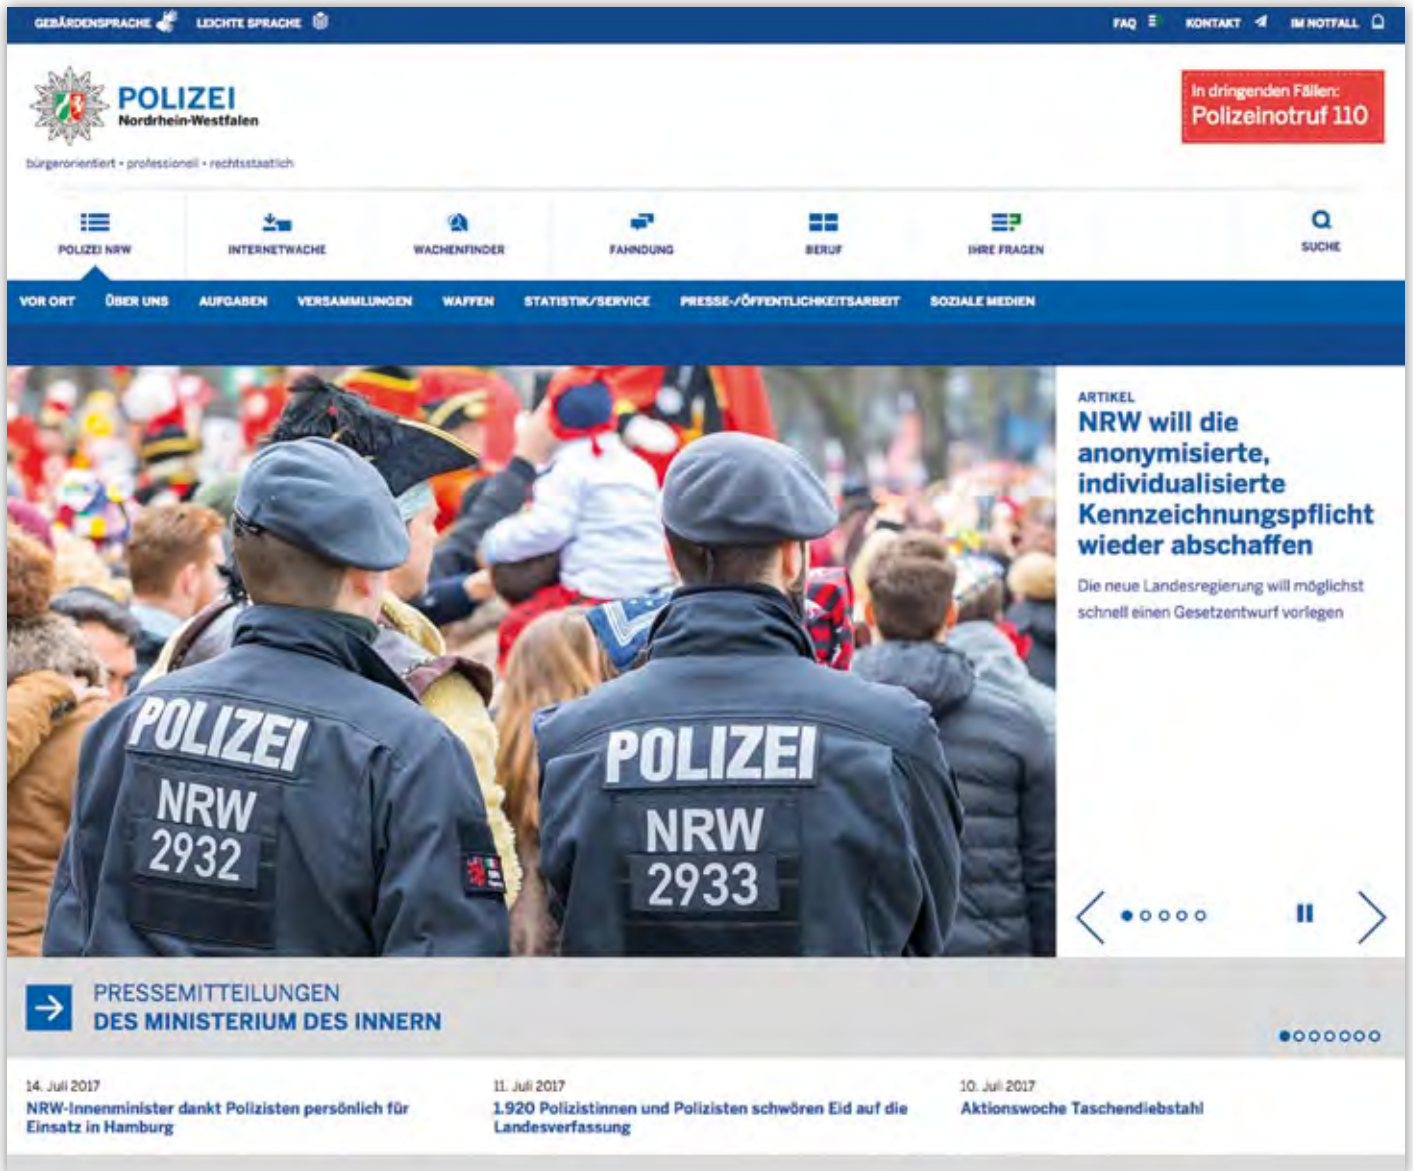 GEBÄRDENSPRACHE
LEICHTE SPRACHE
FAQ
KONTAKT
IM NOTFALL
POLIZEI
Nordrhein-Westfalen
bürgerorientiert • professionell • rechtsstaatlich
In dringenden Fällen:
Polizeinotruf 110
POLIZEI NRW
INTERNETWACHE
WACHENFINDER
FAHNDUNG
BERUF
IHRE FRAGEN
SUCHE
VOR ORT
ÜBER UNS
AUFGABEN
VERSAMMLUNGEN
WAFFEN
STATISTIK/SERVICE
PRESSE-/ÖFFENTLICHKEITSARBEIT
SOZIALE MEDIEN
POLIZEI
NRW
2932
POLIZEI
NRW
2933
ARTIKEL
NRW will die
anonymisierte,
individualisierte
Kennzeichnungspflicht
wieder abschaffen
Die neue Landesregierung will möglichst
schnell einen Gesetzentwurf vorlegen
PRESSEMITTEILUNGEN
DES MINISTERIUM DES INNERN
14. Juli 2017
NRW-Innenminister dankt Polizisten persönlich für
Einsatz in Hamburg
11. Juli 2017
1.920 Polizistinnen und Polizisten schwören Eid auf die
Landesverfassung
10. Juli 2017
Aktionswoche Taschendiebstahl